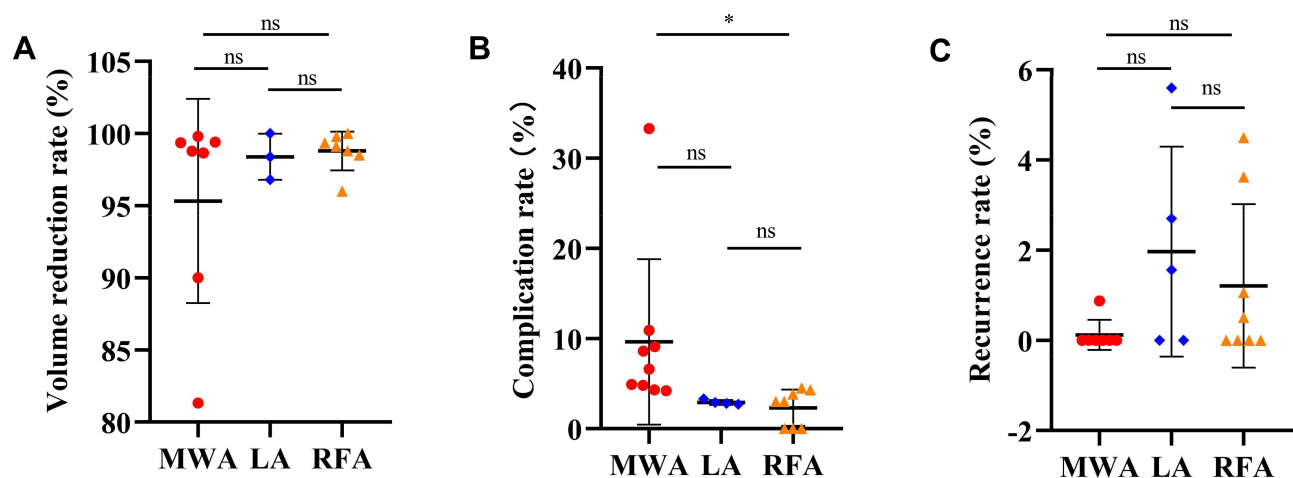 A
Volume reduction rate (%)
105
100
95
90
85
80
ns
ns
ns
MWA LA RFA
B
Complication rate (%)
40
30
20
10
0
*
ns
ns
MWA LA RFA
C
Recurrence rate (%)
6
4
2
0
-2
ns
ns
ns
MWA LA RFA